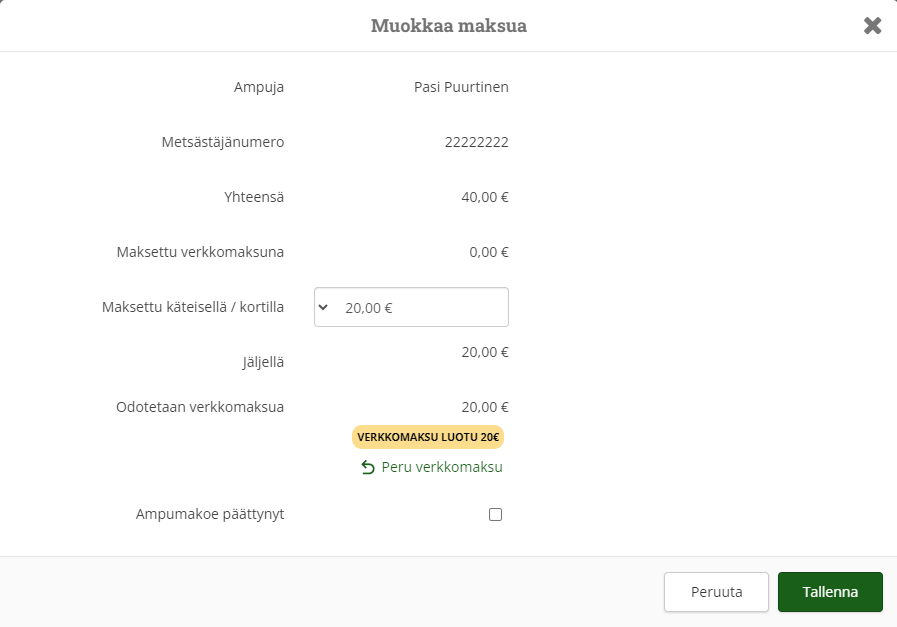 Muokkaa maksua
Ampuja Pasi Puurtinen
Metsästäjänumero 22222222
Yhteensä 40,00 €
Maksettu verkkomaksuna 0,00 €
Maksettu käteisellä / kortilla 20,00 €
Jäljellä 20,00 €
Odotetaan verkkomaksua 20,00 €
VERKKOMAKSU LUOTU 20€
Peru verkkomaksu
Ampumakoe päättynyt
Peruuta Tallenna